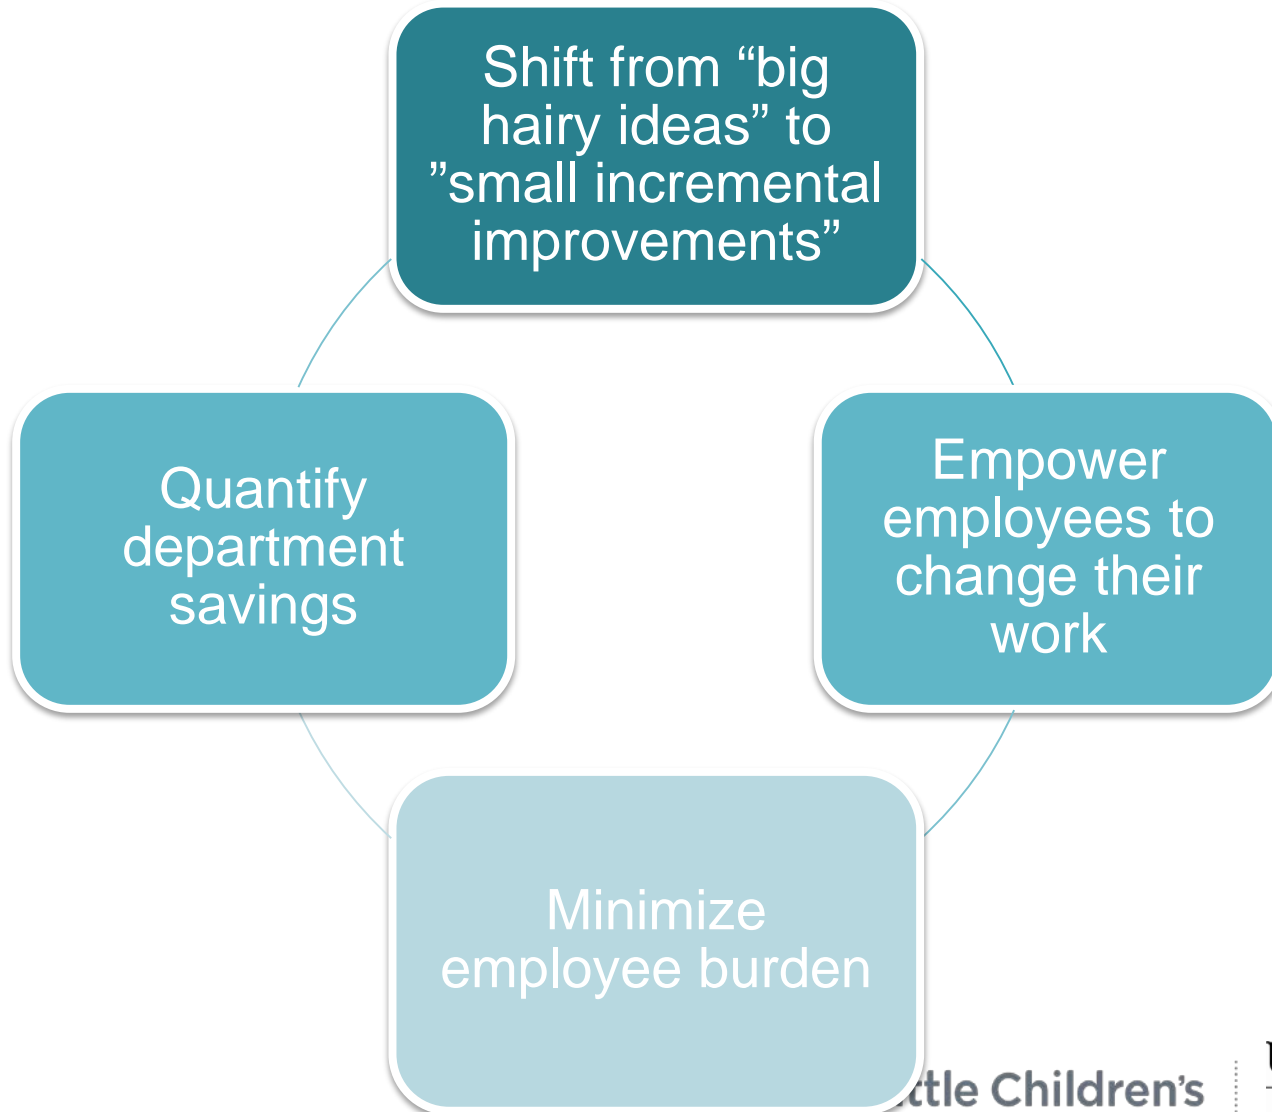 Shift from “big
hairy ideas” to
”small incremental
improvements”
Quantify
department
savings
Empower
employees to
change their
work
Minimize
employee burden
ttle Children's